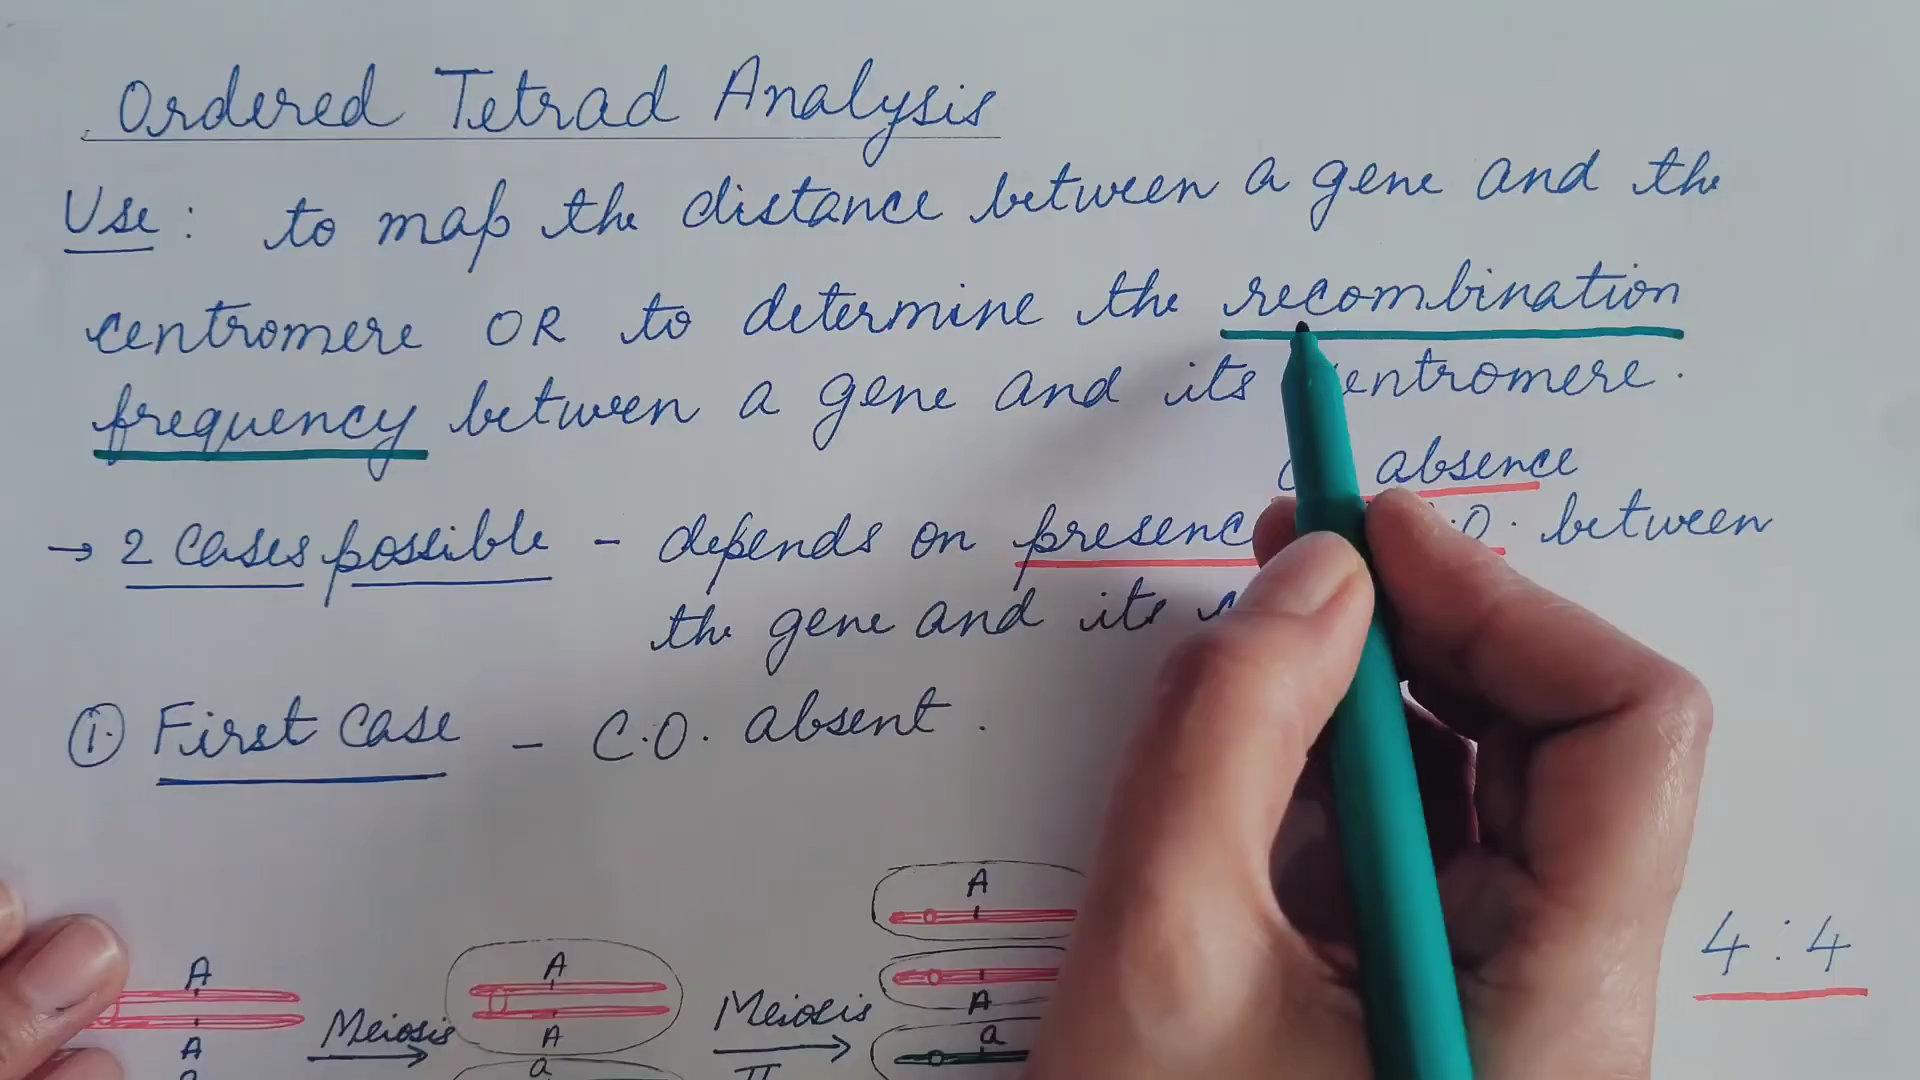 Ordered Tetrad Analysis
Use: to map the distance between a gene and the
centromere OR to determine the recombination
frequency between a gene and its
absence
→ 2 Cases possible - depends on between
the gene and its
① First Case - C.O. absent.
A
A
A
A
A
4 : 4
Meiosis
Meiosis
II
A
A
a
a